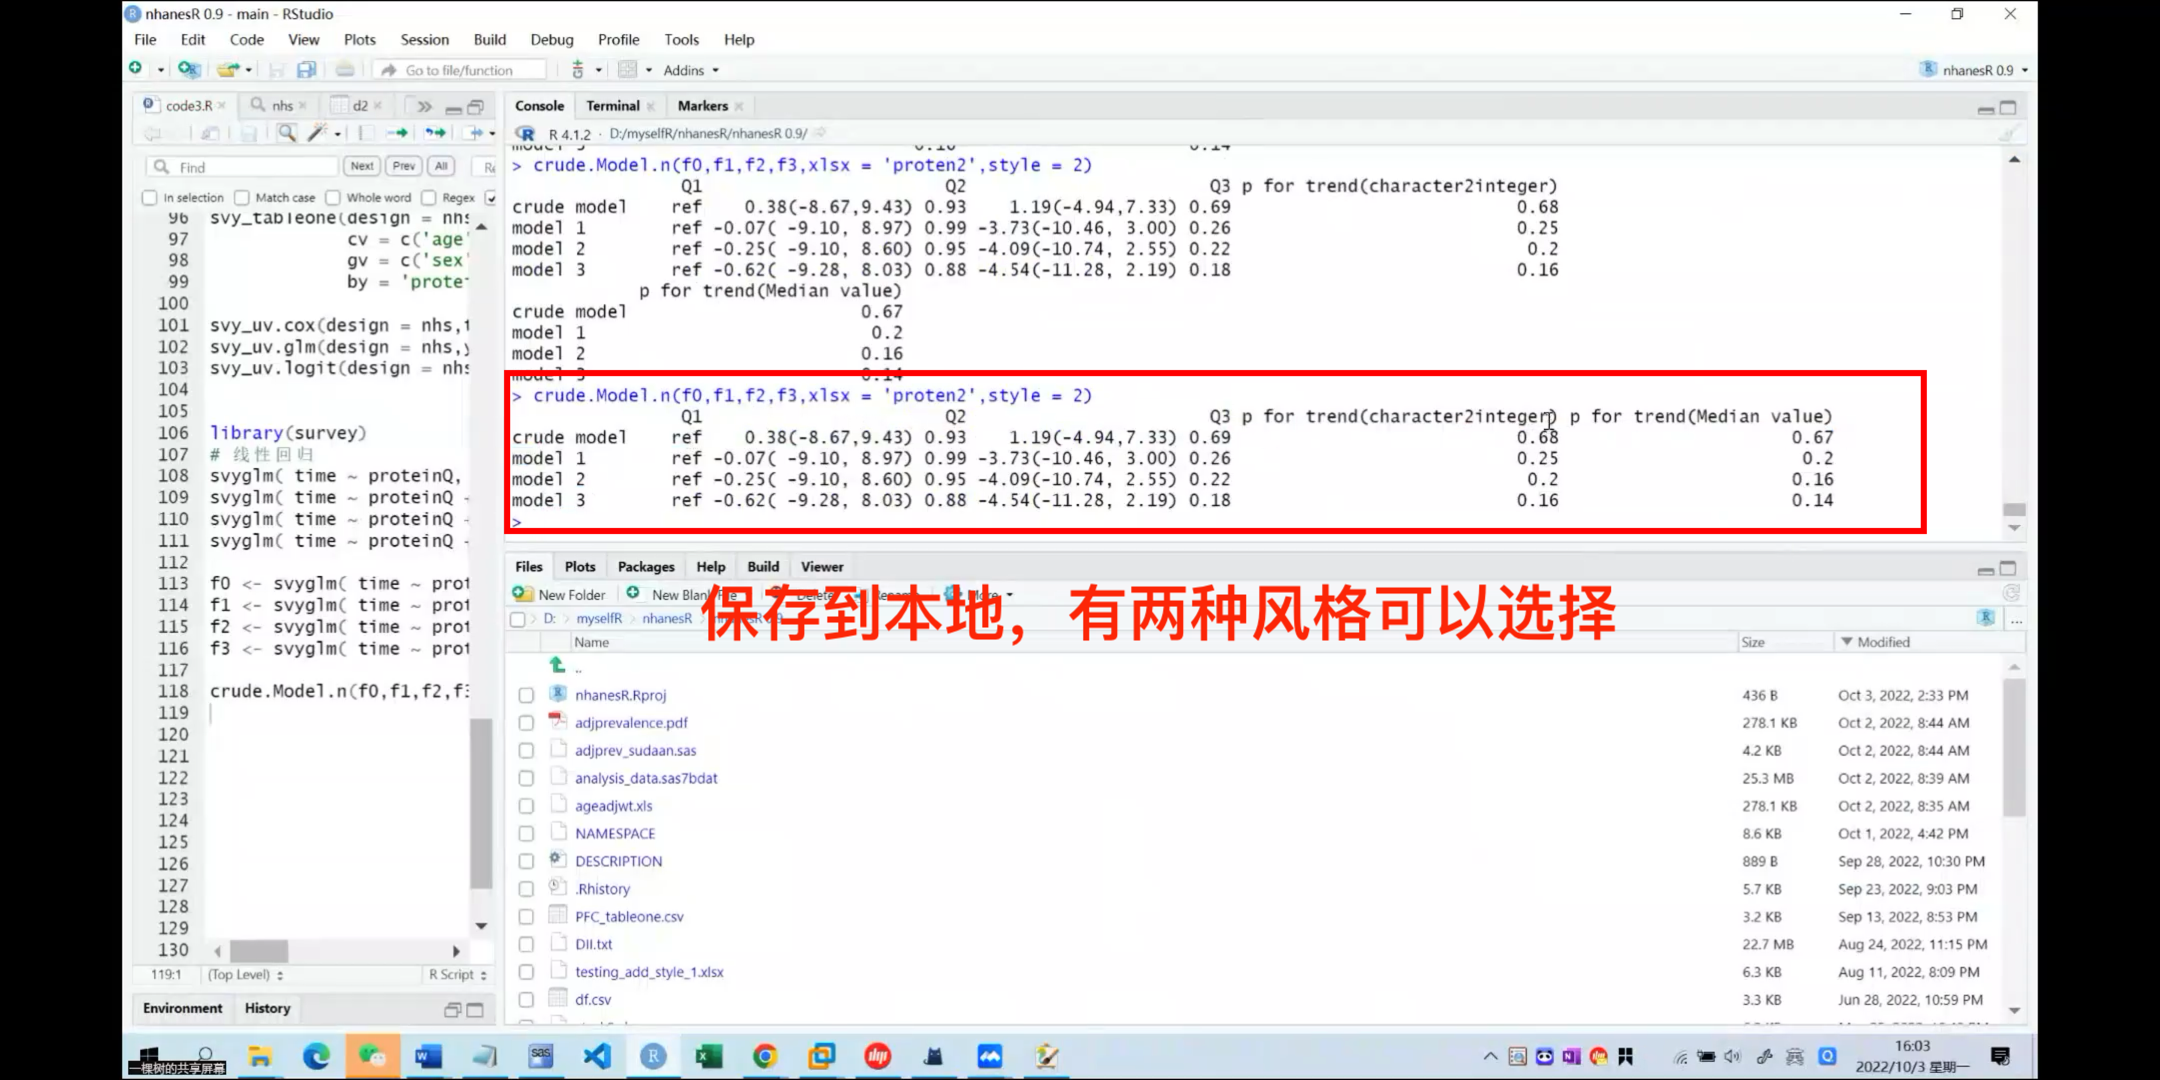 nhanesR 0.9 - main - RStudio
File Edit Code View Plots Session Build Debug Profile Tools Help
Go to file/function Addins nhanesR 0.9
code3.R nhs d2
Find Next Prev All
In selection Match case Whole word Regex
96 svy_tableone(design = nhs
97 cv = c('age'
98 gv = c('sex'
99 by = 'prote
100
101 svy_uv.cox(design = nhs,t
102 svy_uv.glm(design = nhs,y
103 svy_uv.logit(design = nhs
104
105
106 library(survey)
107 # 线性回归
108 svyglm( time ~ proteinQ,
109 svyglm( time ~ proteinQ
110 svyglm( time ~ proteinQ
111 svyglm( time ~ proteinQ
112
113 f0 <- svyglm( time ~ prot
114 f1 <- svyglm( time ~ prot
115 f2 <- svyglm( time ~ prot
116 f3 <- svyglm( time ~ prot
117
118 crude.Model.n(f0,f1,f2,f3
119
120
121
122
123
124
125
126
127
128
129
130
119:1 (Top Level) R Script
Environment History
Console Terminal Markers
R 4.1.2 · D:/myselfR/nhanesR/nhanesR 0.9/
> crude.Model.n(f0,f1,f2,f3,xlsx = 'proten2',style = 2)
Q1 Q2 Q3 p for trend(character2integer)
crude model ref 0.38(-8.67,9.43) 0.93 1.19(-4.94,7.33) 0.69 0.68
model 1 ref -0.07( -9.10, 8.97) 0.99 -3.73(-10.46, 3.00) 0.26 0.25
model 2 ref -0.25( -9.10, 8.60) 0.95 -4.09(-10.74, 2.55) 0.22 0.2
model 3 ref -0.62( -9.28, 8.03) 0.88 -4.54(-11.28, 2.19) 0.18 0.16
p for trend(Median value)
crude model 0.67
model 1 0.2
model 2 0.16
model 3 0.14
> crude.Model.n(f0,f1,f2,f3,xlsx = 'proten2',style = 2)
Q1 Q2 Q3 p for trend(character2integer) p for trend(Median value)
crude model ref 0.38(-8.67,9.43) 0.93 1.19(-4.94,7.33) 0.69 0.68 0.67
model 1 ref -0.07( -9.10, 8.97) 0.99 -3.73(-10.46, 3.00) 0.26 0.25 0.2
model 2 ref -0.25( -9.10, 8.60) 0.95 -4.09(-10.74, 2.55) 0.22 0.2 0.16
model 3 ref -0.62( -9.28, 8.03) 0.88 -4.54(-11.28, 2.19) 0.18 0.16 0.14
>
Files Plots Packages Help Build Viewer
New Folder New Blank File Delete Rename More
保存到本地，有两种风格可以选择
D: myselfR nhanesR nhanesR 0.9
Name Size Modified
..
nhanesR.Rproj 436 B Oct 3, 2022, 2:33 PM
adjprevalence.pdf 278.1 KB Oct 2, 2022, 8:44 AM
adjprev_sudaan.sas 4.2 KB Oct 2, 2022, 8:44 AM
analysis_data.sas7bdat 25.3 MB Oct 2, 2022, 8:39 AM
ageadjwt.xls 278.1 KB Oct 2, 2022, 8:35 AM
NAMESPACE 8.6 KB Oct 1, 2022, 4:42 PM
DESCRIPTION 889 B Sep 28, 2022, 10:30 PM
.Rhistory 5.7 KB Sep 23, 2022, 9:03 PM
PFC_tableone.csv 3.2 KB Sep 13, 2022, 8:53 PM
DII.txt 22.7 MB Aug 24, 2022, 11:15 PM
testing_add_style_1.xlsx 6.3 KB Aug 11, 2022, 8:09 PM
df.csv 3.3 KB Jun 28, 2022, 10:59 PM
一棵树的共享屏幕
16:03
2022/10/3 星期一